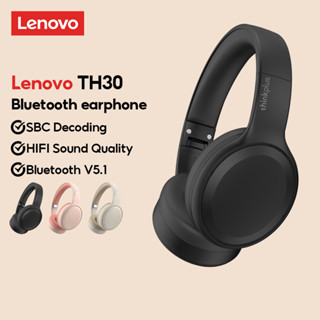 Lenovo
Lenovo TH30
Bluetooth earphone
SBC Decoding
HIFI Sound Quality
Bluetooth V5.1
thinkplus